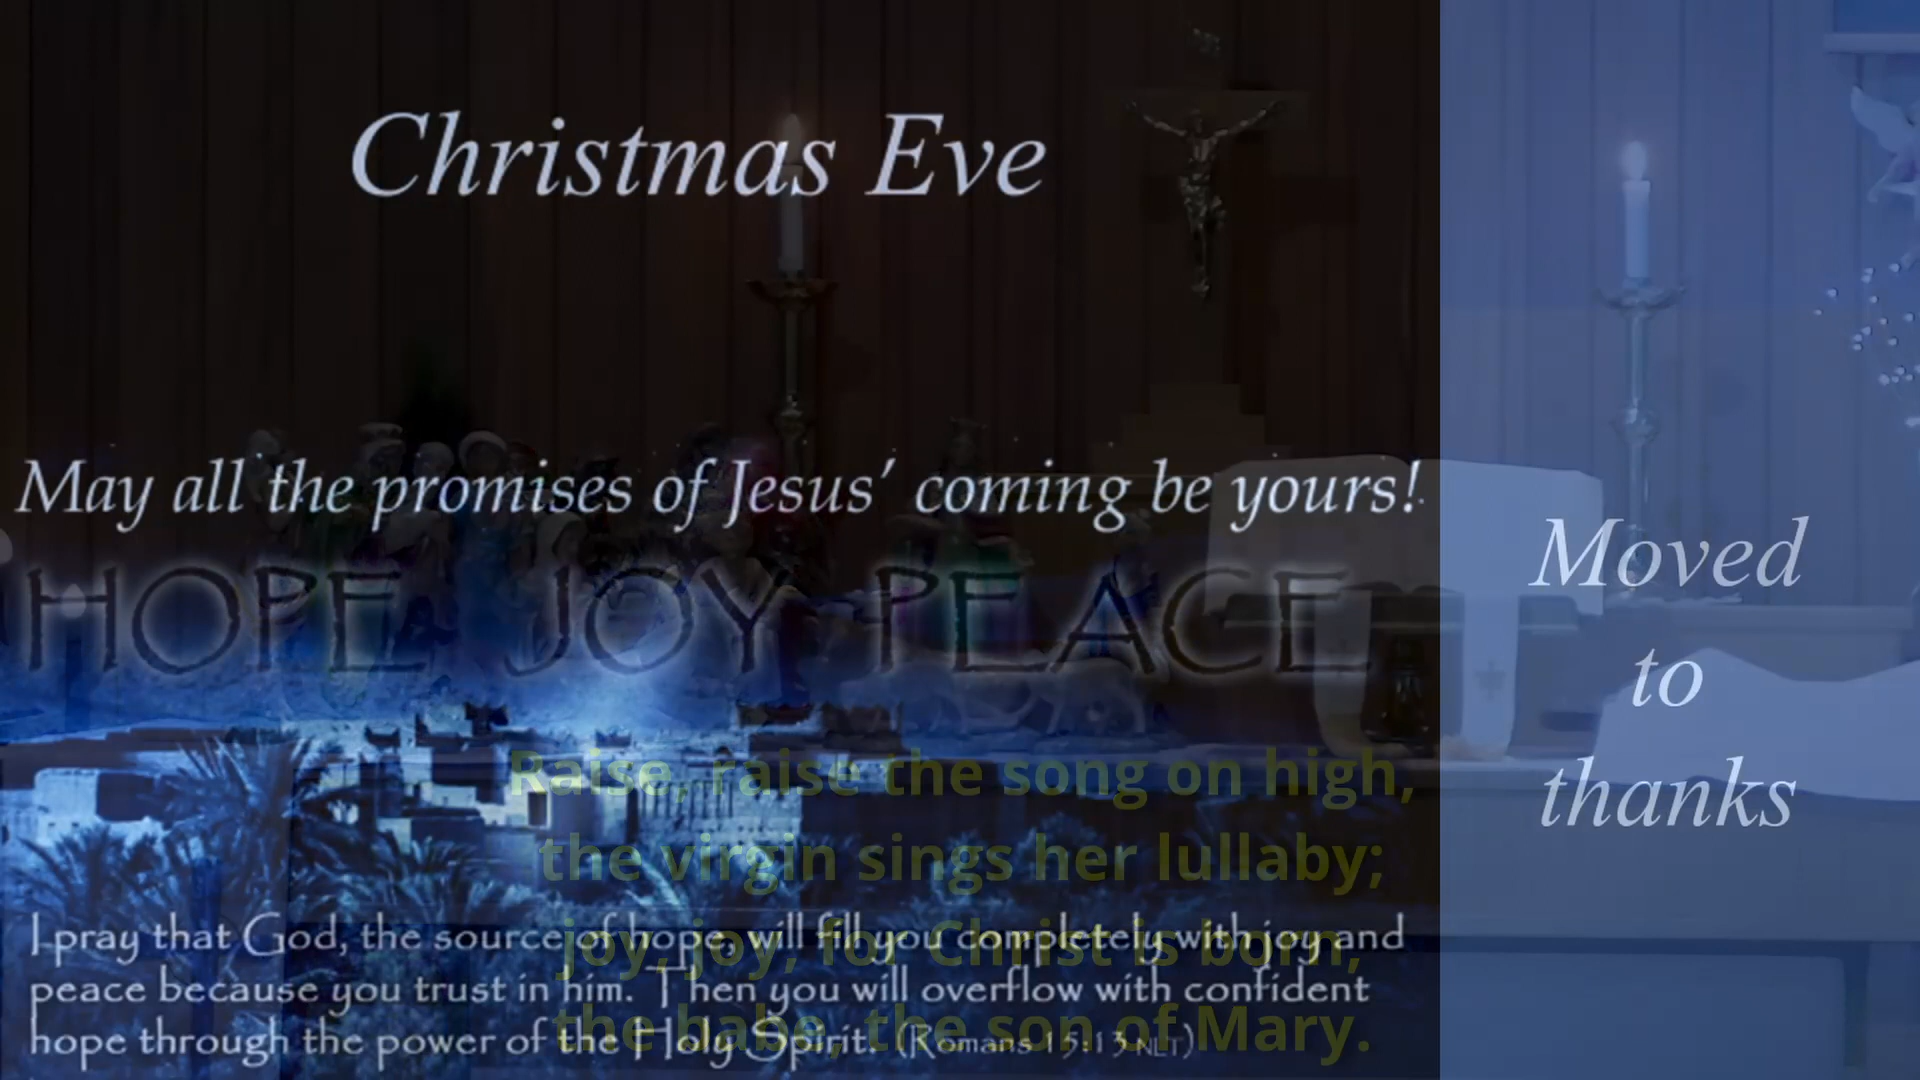 Christmas Eve
May all the promises of Jesus’ coming be yours!
HOPE JOY PEACE
Moved
to
thanks
Raise, raise the song on high,
the virgin sings her lullaby;
joy, joy, for Christ is born,
the babe, the son of Mary.
I pray that God, the source of hope, will fill you completely with joy and
peace because you trust in him. Then you will overflow with confident
hope through the power of the Holy Spirit. (Romans 15:13 NLT)